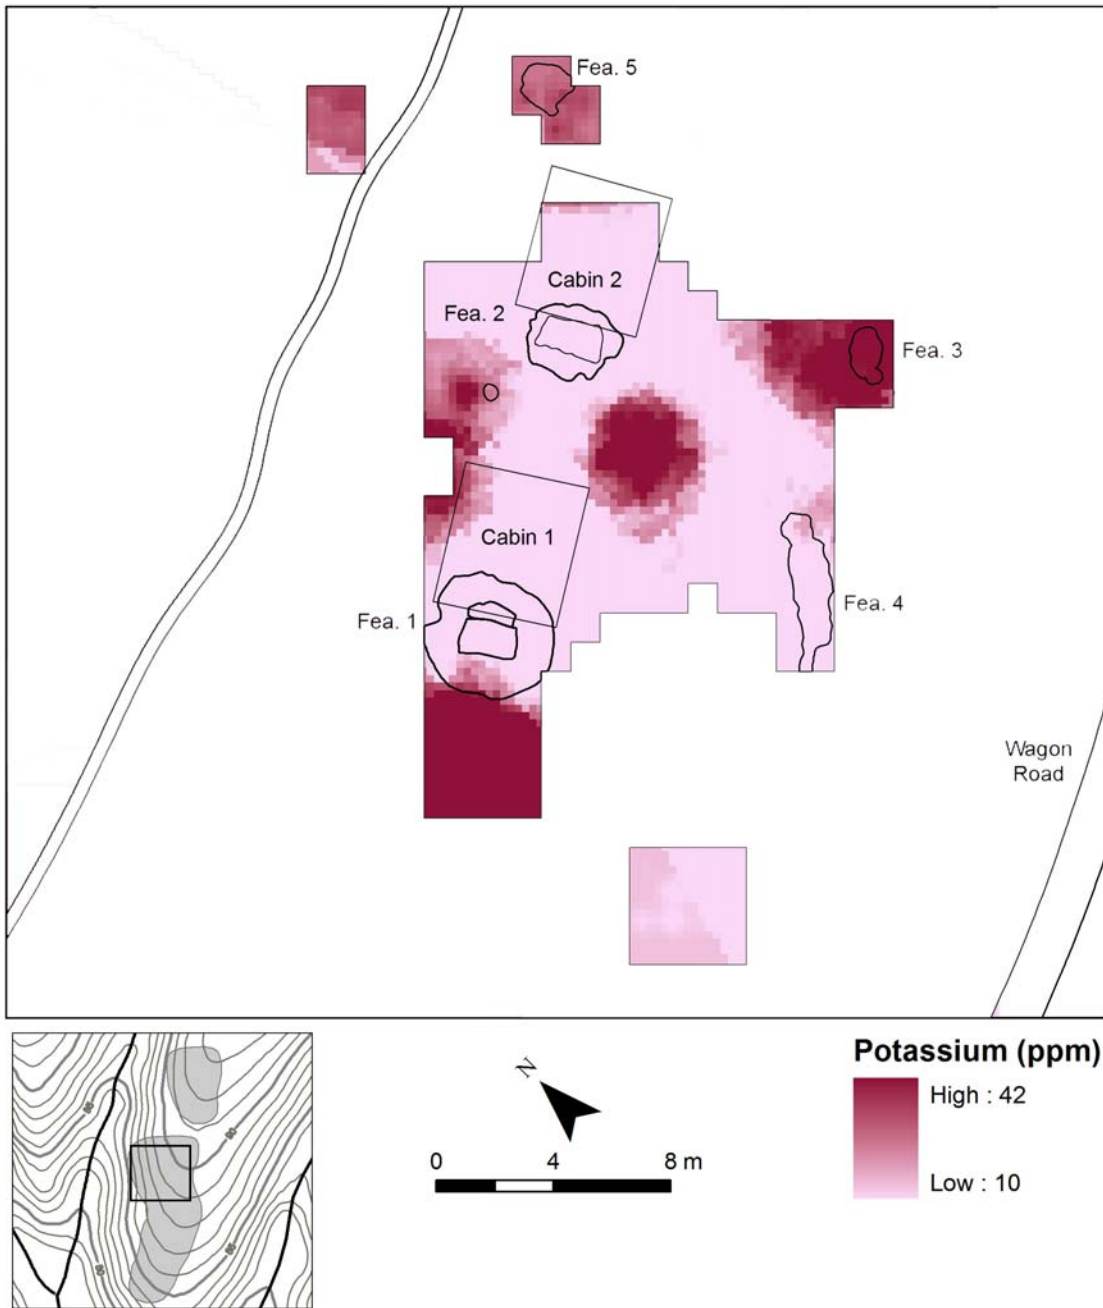 Fea. 5
Cabin 2
Fea. 2
Fea. 3
Cabin 1
Fea. 1
Fea. 4
Wagon
Road
N
0 4 8 m
Potassium (ppm)
High : 42
Low : 10